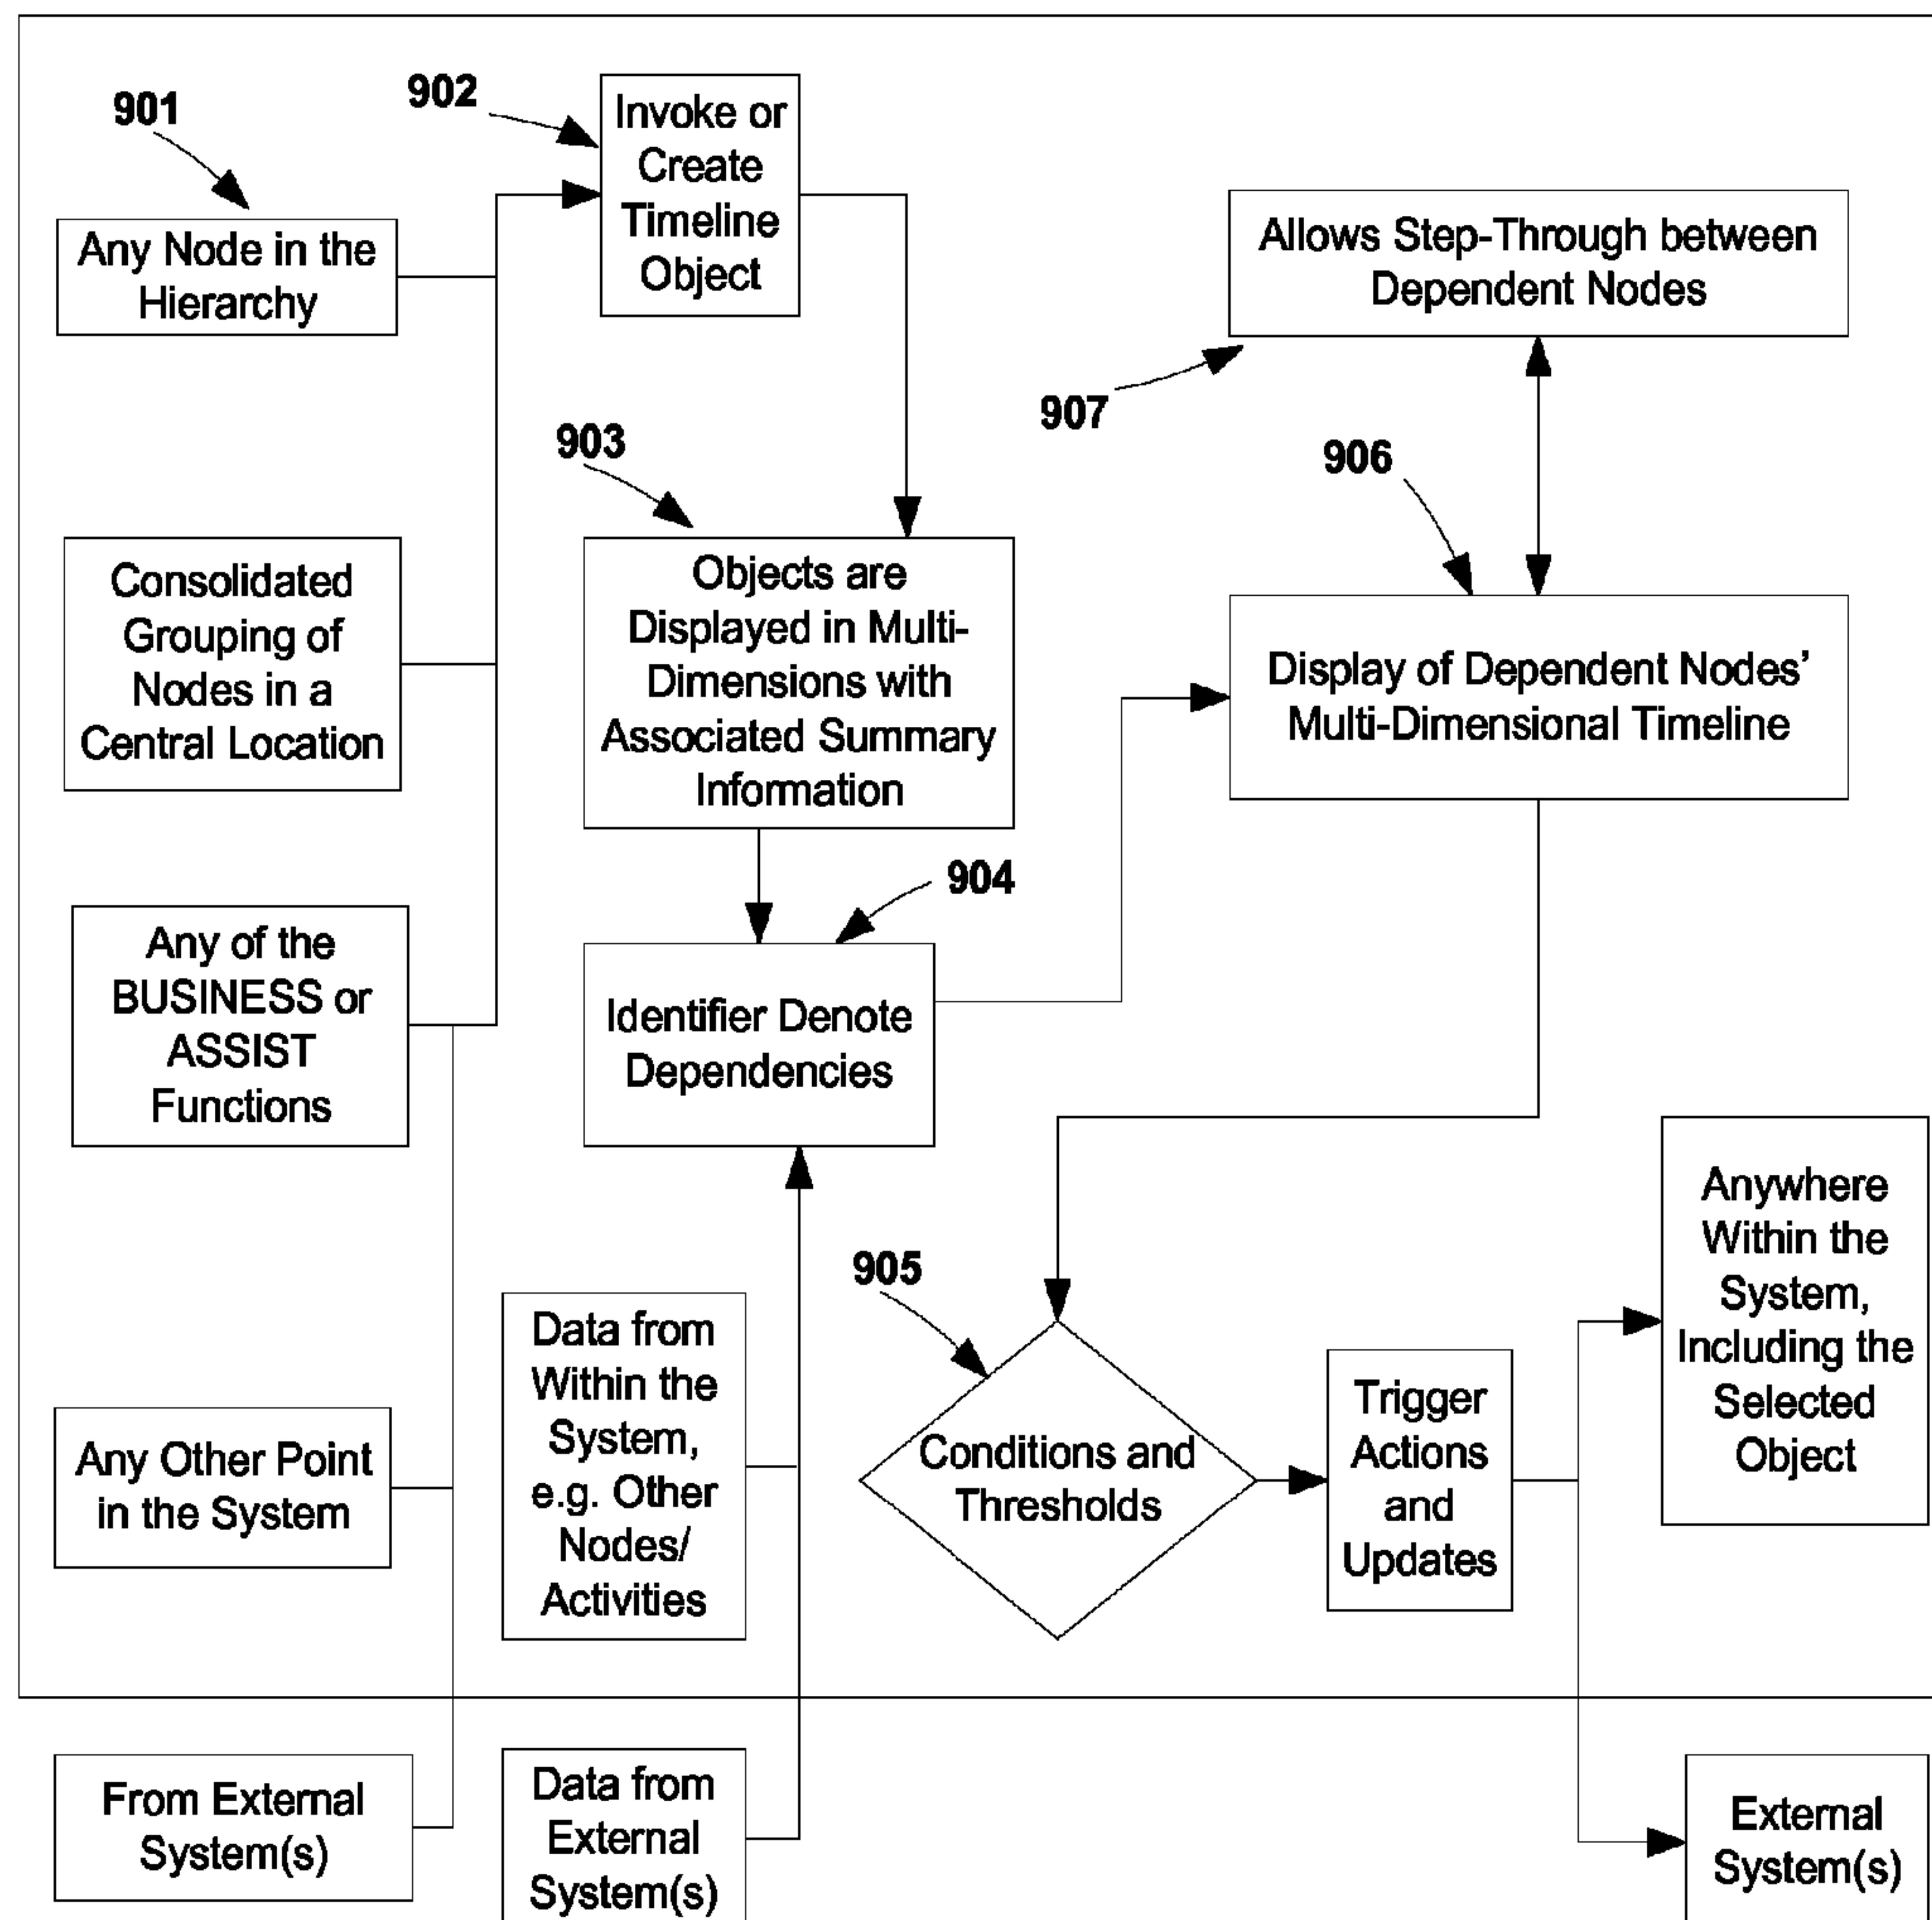 901
Any Node in the
Hierarchy
902
Invoke or
Create
Timeline
Object
Allows Step-Through between
Dependent Nodes
907
903
906
Consolidated
Grouping of
Nodes in a
Central Location
Objects are
Displayed in Multi-
Dimensions with
Associated Summary
Information
Display of Dependent Nodes’
Multi-Dimensional Timeline
904
Any of the
BUSINESS or
ASSIST
Functions
Identifier Denote
Dependencies
905
Anywhere
Within the
System,
Including the
Selected
Object
Any Other Point
in the System
Data from
Within the
System,
e.g. Other
Nodes/
Activities
Conditions and
Thresholds
Trigger
Actions
and
Updates
From External
System(s)
Data from
External
System(s)
External
System(s)